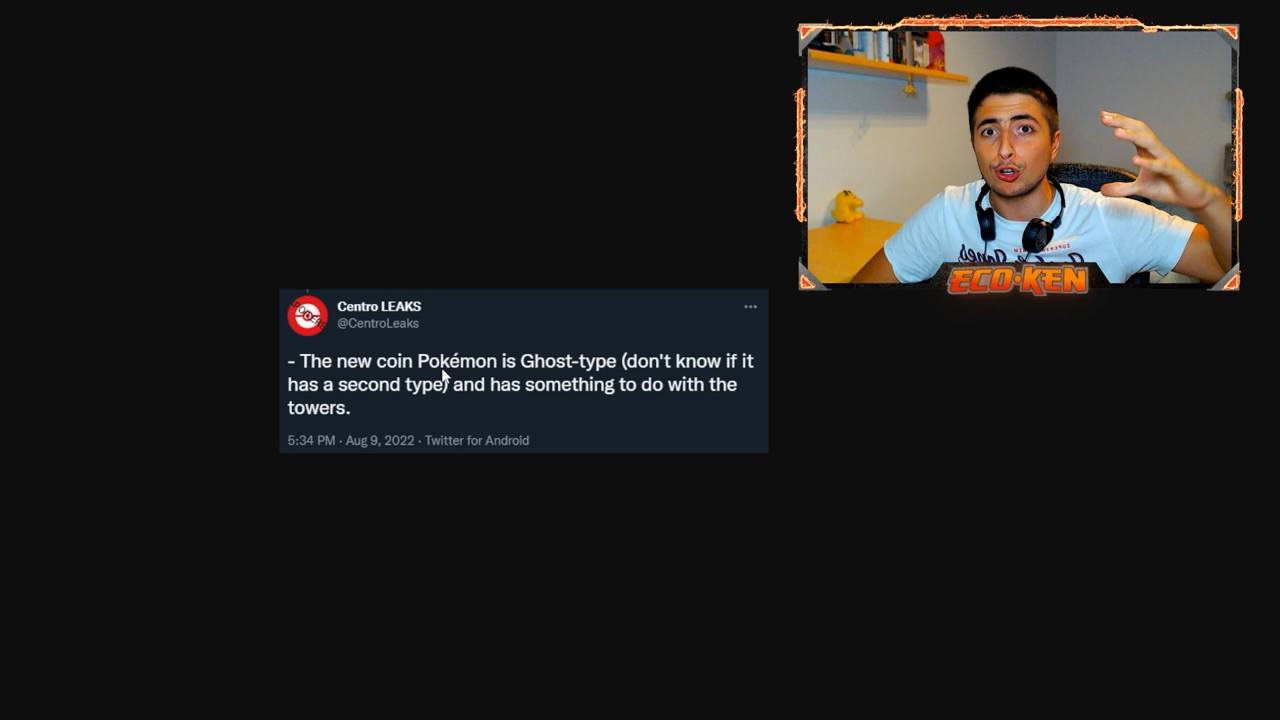 ECO·KEN
Centro LEAKS
@CentroLeaks
- The new coin Pokémon is Ghost-type (don't know if it
has a second type) and has something to do with the
towers.
5:34 PM · Aug 9, 2022 · Twitter for Android